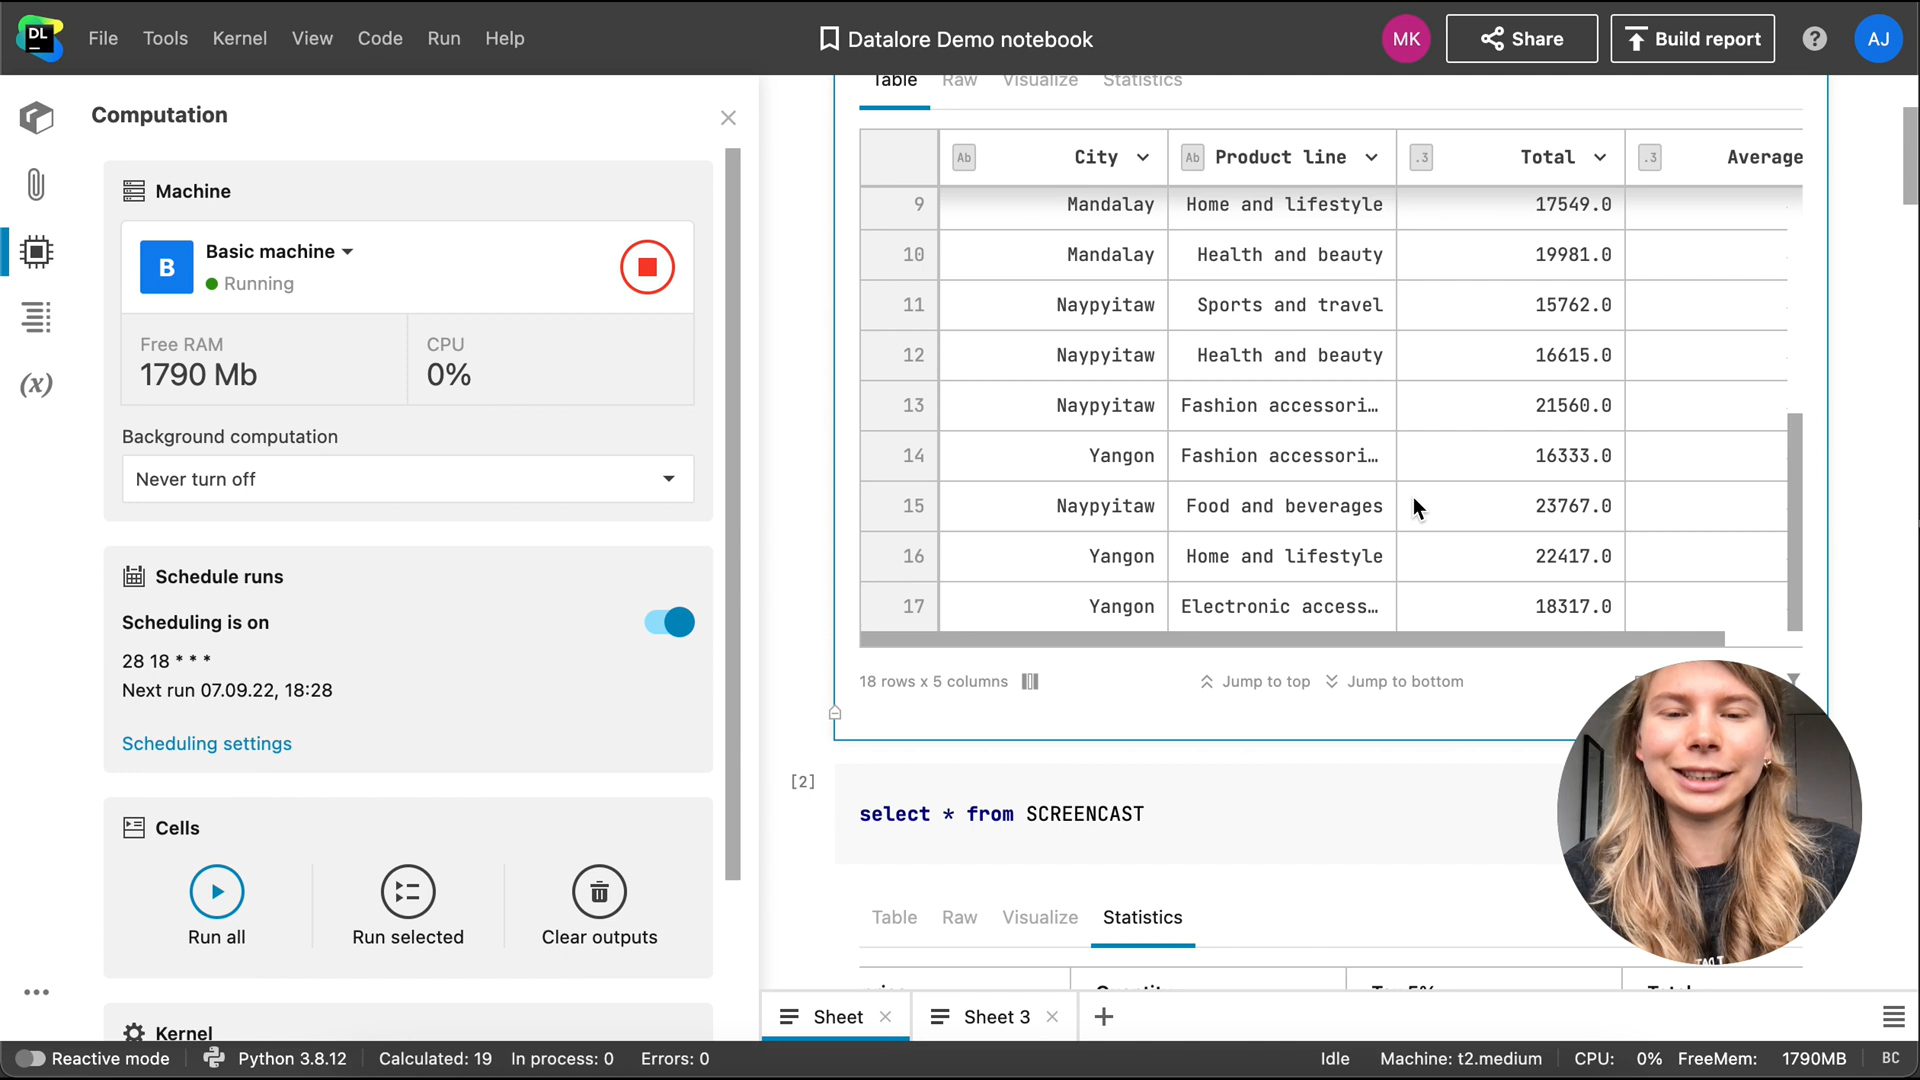 DL File Tools Kernel View Code Run Help Datalore Demo notebook MK Share Build report ? AJ
Computation
Machine
B Basic machine
Running
Free RAM CPU
1790 Mb 0%
Background computation
Never turn off
Schedule runs
Scheduling is on
28 18 * * *
Next run 07.09.22, 18:28
Scheduling settings
Cells
Run all Run selected Clear outputs
Kernel
(x)
Table Raw Visualize Statistics
Ab City Ab Product line .3 Total .3 Average
9 Mandalay Home and lifestyle 17549.0
10 Mandalay Health and beauty 19981.0
11 Naypyitaw Sports and travel 15762.0
12 Naypyitaw Health and beauty 16615.0
13 Naypyitaw Fashion accessori… 21560.0
14 Yangon Fashion accessori… 16333.0
15 Naypyitaw Food and beverages 23767.0
16 Yangon Home and lifestyle 22417.0
17 Yangon Electronic access… 18317.0
18 rows x 5 columns Jump to top Jump to bottom
[2]
select * from SCREENCAST
Table Raw Visualize Statistics
Sheet Sheet 3
Reactive mode Python 3.8.12 Calculated: 19 In process: 0 Errors: 0 Idle Machine: t2.medium CPU: 0% FreeMem: 1790MB BC